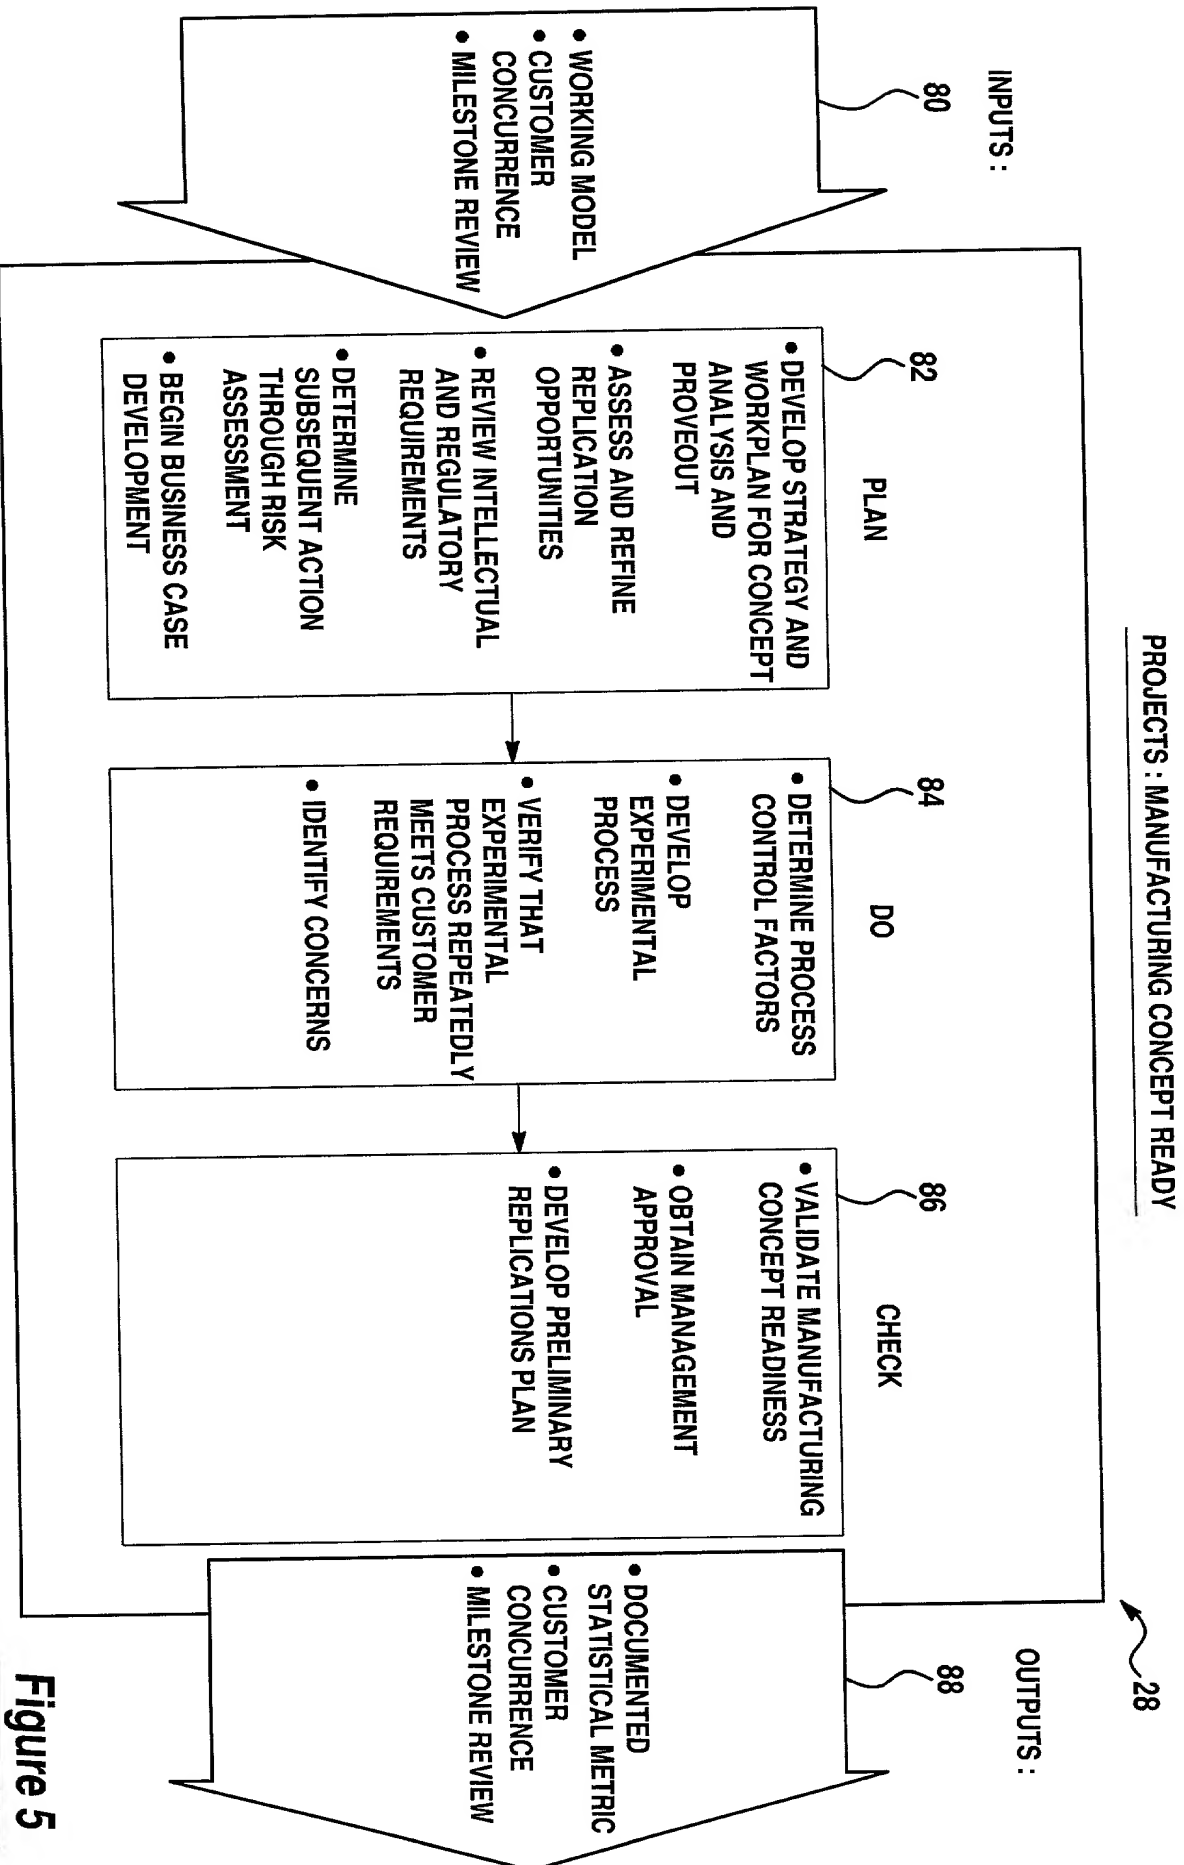 PROJECTS : MANUFACTURING CONCEPT READY
28
INPUTS :
80
• WORKING MODEL
• CUSTOMER
CONCURRENCE
• MILESTONE REVIEW
82
PLAN
• DEVELOP STRATEGY AND
WORKPLAN FOR CONCEPT
ANALYSIS AND
PROVEOUT
• ASSESS AND REFINE
REPLICATION
OPPORTUNITIES
• REVIEW INTELLECTUAL
AND REGULATORY
REQUIREMENTS
• DETERMINE
SUBSEQUENT ACTION
THROUGH RISK
ASSESSMENT
• BEGIN BUSINESS CASE
DEVELOPMENT
84
DO
• DETERMINE PROCESS
CONTROL FACTORS
• DEVELOP
EXPERIMENTAL
PROCESS
• VERIFY THAT
EXPERIMENTAL
PROCESS REPEATEDLY
MEETS CUSTOMER
REQUIREMENTS
• IDENTIFY CONCERNS
86
CHECK
• VALIDATE MANUFACTURING
CONCEPT READINESS
• OBTAIN MANAGEMENT
APPROVAL
• DEVELOP PRELIMINARY
REPLICATIONS PLAN
OUTPUTS :
88
• DOCUMENTED
STATISTICAL METRIC
• CUSTOMER
CONCURRENCE
• MILESTONE REVIEW
Figure 5